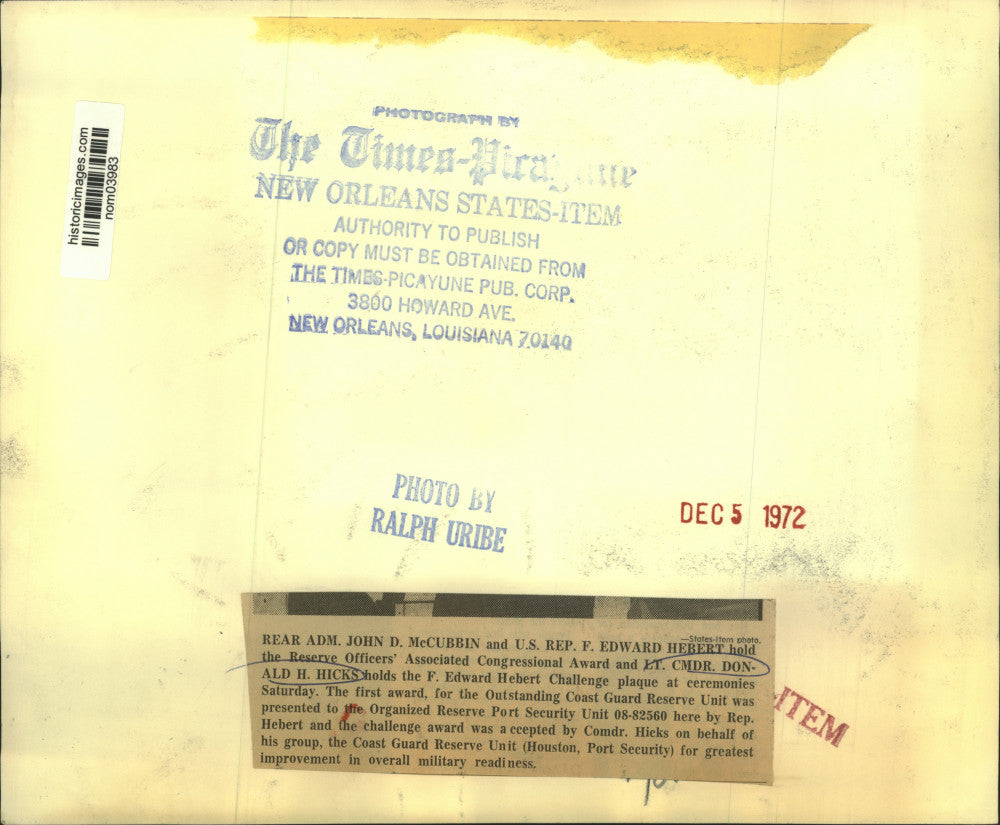 historicimages.com
nom03983
PHOTOGRAPH BY
The Times-Picayune
NEW ORLEANS STATES-ITEM
AUTHORITY TO PUBLISH
OR COPY MUST BE OBTAINED FROM
THE TIMES-PICAYUNE PUB. CORP.
3800 HOWARD AVE.
NEW ORLEANS, LOUISIANA 70140
PHOTO BY
RALPH URIBE
DEC 5 1972
—States-Item photo.
REAR ADM. JOHN D. McCUBBIN and U.S. REP. F. EDWARD HEBERT hold
the Reserve Officers' Associated Congressional Award and LT. CMDR. DON-
ALD H. HICKS holds the F. Edward Hebert Challenge plaque at ceremonies
Saturday. The first award, for the Outstanding Coast Guard Reserve Unit was
presented to the Organized Reserve Port Security Unit 08-82560 here by Rep.
Hebert and the challenge award was accepted by Comdr. Hicks on behalf of
his group, the Coast Guard Reserve Unit (Houston, Port Security) for greatest
improvement in overall military readiness.
ITEM